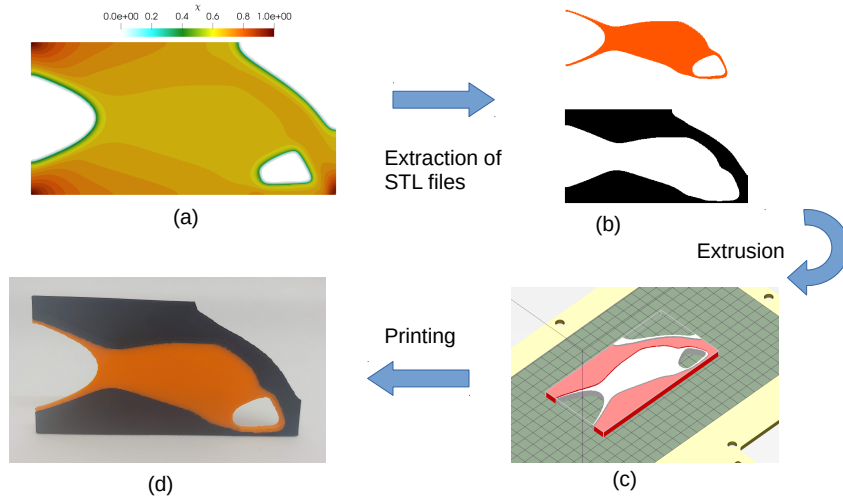 χ
0.0e+00 0.2 0.4 0.6 0.8 1.0e+00
(a)
Extraction of
STL files
(b)
Extrusion
(c)
Printing
(d)